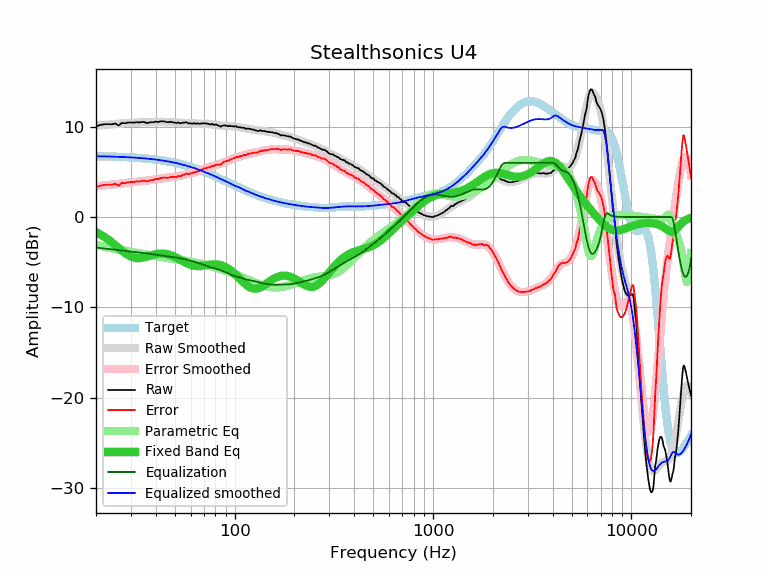 Stealthsonics U4
Amplitude (dBr)
10
0
−10
−20
−30
Target
Raw Smoothed
Error Smoothed
Raw
Error
Parametric Eq
Fixed Band Eq
Equalization
Equalized smoothed
100
1000
10000
Frequency (Hz)